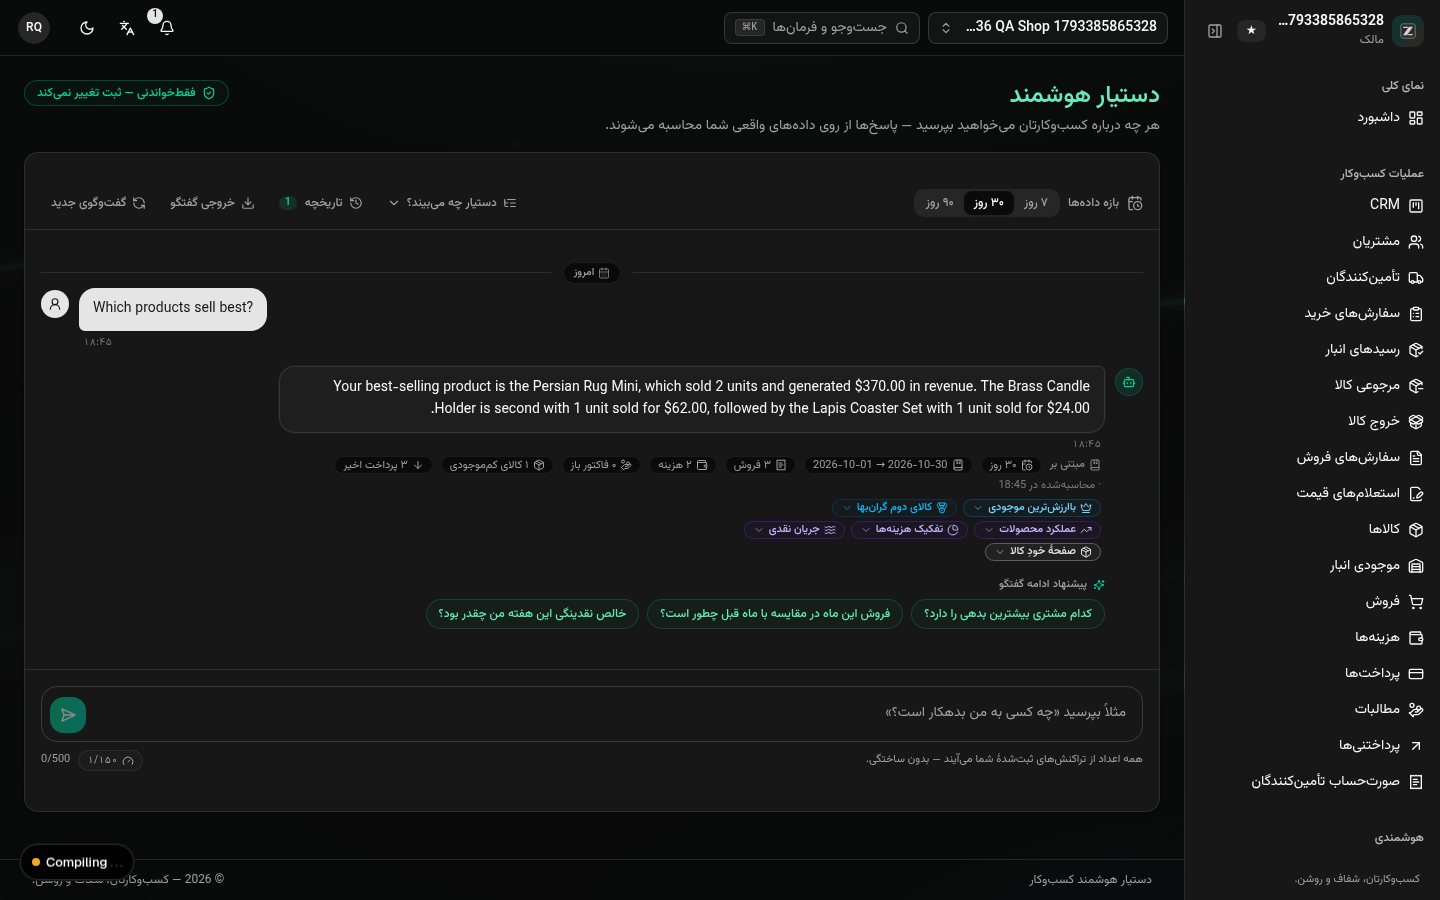 793385865328...
مالک
نمای کلی
داشبورد
عملیات کسب‌وکار
CRM
مشتریان
تأمین‌کنندگان
سفارش‌های خرید
رسیدهای انبار
مرجوعی کالا
خروج کالا
سفارش‌های فروش
استعلام‌های قیمت
کالاها
موجودی انبار
فروش
هزینه‌ها
پرداخت‌ها
مطالبات
پرداختنی‌ها
صورت‌حساب تأمین‌کنندگان
هوشمندی
کسب‌وکارتان، شفاف و روشن.
...36 QA Shop 1793385865328
جست‌وجو و فرمان‌ها ⌘K
1
RQ
دستیار هوشمند
فقط‌خواندنی — ثبت تغییر نمی‌کند
هر چه درباره کسب‌وکارتان می‌خواهید بپرسید — پاسخ‌ها از روی داده‌های واقعی شما محاسبه می‌شوند.
بازه داده‌ها ۷ روز ۳۰ روز ۹۰ روز
دستیار چه می‌بیند؟ تاریخچه 1 خروجی گفتگو گفت‌وگوی جدید
امروز
Which products sell best?
۱۸:۴۵
Your best-selling product is the Persian Rug Mini, which sold 2 units and generated $370.00 in revenue. The Brass Candle
Holder is second with 1 unit sold for $62.00, followed by the Lapis Coaster Set with 1 unit sold for $24.00.
۱۸:۴۵
مبتنی بر ۳۰ روز 2026-10-01 → 2026-10-30 ۳ فروش ۲ هزینه ۰ فاکتور باز ۱ کالای کم‌موجودی ۳ پرداخت اخیر
· محاسبه‌شده در 18:45
باارزش‌ترین موجودی کالای دوم گران‌بها
عملکرد محصولات تفکیک هزینه‌ها جریان نقدی
صفحهٔ خودِ کالا
پیشنهاد ادامه گفتگو
کدام مشتری بیشترین بدهی را دارد؟ فروش این ماه در مقایسه با ماه قبل چطور است؟ خالص نقدینگی این هفته من چقدر بود؟
مثلاً بپرسید «چه کسی به من بدهکار است؟»
همه اعداد از تراکنش‌های ثبت‌شدهٔ شما می‌آیند — بدون ساختگی.
۱/۱۵۰ 0/500
دستیار هوشمند کسب‌وکار
© 2026 — کسب‌وکارتان، شفاف و روشن.
Compiling...